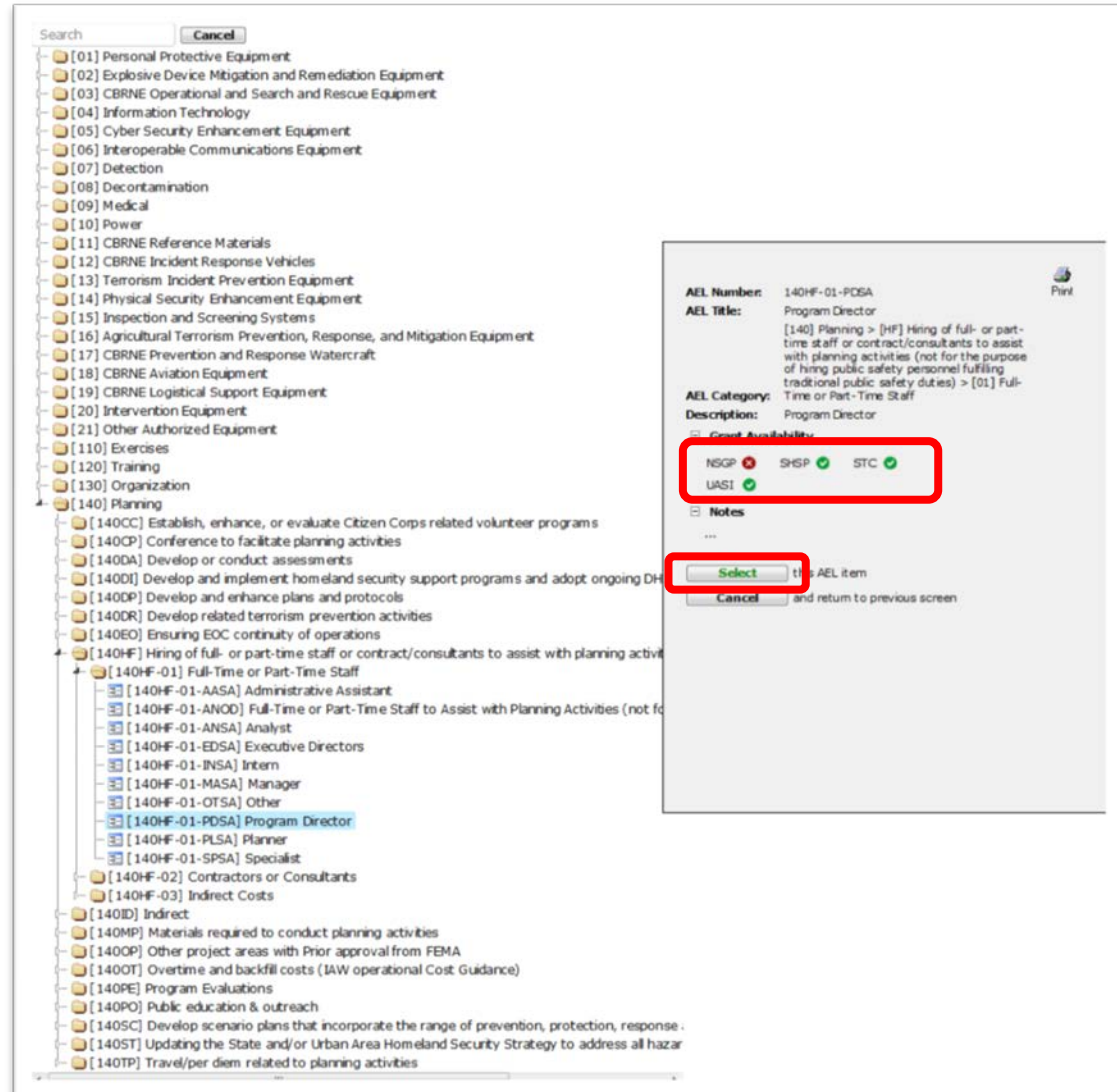 Search Cancel
[01] Personal Protective Equipment
[02] Explosive Device Mitigation and Remediation Equipment
[03] CBRNE Operational and Search and Rescue Equipment
[04] Information Technology
[05] Cyber Security Enhancement Equipment
[06] Interoperable Communications Equipment
[07] Detection
[08] Decontamination
[09] Medical
[10] Power
[11] CBRNE Reference Materials
[12] CBRNE Incident Response Vehicles
[13] Terrorism Incident Prevention Equipment
[14] Physical Security Enhancement Equipment
[15] Inspection and Screening Systems
[16] Agricultural Terrorism Prevention, Response, and Mitigation Equipment
[17] CBRNE Prevention and Response Watercraft
[18] CBRNE Aviation Equipment
[19] CBRNE Logistical Support Equipment
[20] Intervention Equipment
[21] Other Authorized Equipment
[110] Exercises
[120] Training
[130] Organization
[140] Planning
[140CC] Establish, enhance, or evaluate Citizen Corps related volunteer programs
[140CP] Conference to facilitate planning activities
[140DA] Develop or conduct assessments
[140DI] Develop and implement homeland security support programs and adopt ongoing DH
[140DP] Develop and enhance plans and protocols
[140DR] Develop related terrorism prevention activities
[140EO] Ensuring EOC continuity of operations
[140HF] Hiring of full- or part-time staff or contract/consultants to assist with planning activit
[140HF-01] Full-Time or Part-Time Staff
[140HF-01-AASA] Administrative Assistant
[140HF-01-ANOD] Full-Time or Part-Time Staff to Assist with Planning Activities (not fo
[140HF-01-ANSA] Analyst
[140HF-01-EDSA] Executive Directors
[140HF-01-INSA] Intern
[140HF-01-MASA] Manager
[140HF-01-OTSA] Other
[140HF-01-PDSA] Program Director
[140HF-01-PLSA] Planner
[140HF-01-SPSA] Specialist
[140HF-02] Contractors or Consultants
[140HF-03] Indirect Costs
[140ID] Indirect
[140MP] Materials required to conduct planning activities
[140OP] Other project areas with Prior approval from FEMA
[140OT] Overtime and backfill costs (IAW operational Cost Guidance)
[140PE] Program Evaluations
[140PO] Public education & outreach
[140SC] Develop scenario plans that incorporate the range of prevention, protection, response
[140ST] Updating the State and/or Urban Area Homeland Security Strategy to address all hazar
[140TP] Travel/per diem related to planning activities
Print
AEL Number: 140HF-01-PDSA
AEL Title: Program Director
[140] Planning > [HF] Hiring of full- or part-
time staff or contract/consultants to assist
with planning activities (not for the purpose
of hiring public safety personnel fulfilling
traditional public safety duties) > [01] Full-
AEL Category: Time or Part-Time Staff
Description: Program Director
Grant Availability
NSGP SHSP STC
UASI
Notes
...
Select this AEL item
Cancel and return to previous screen